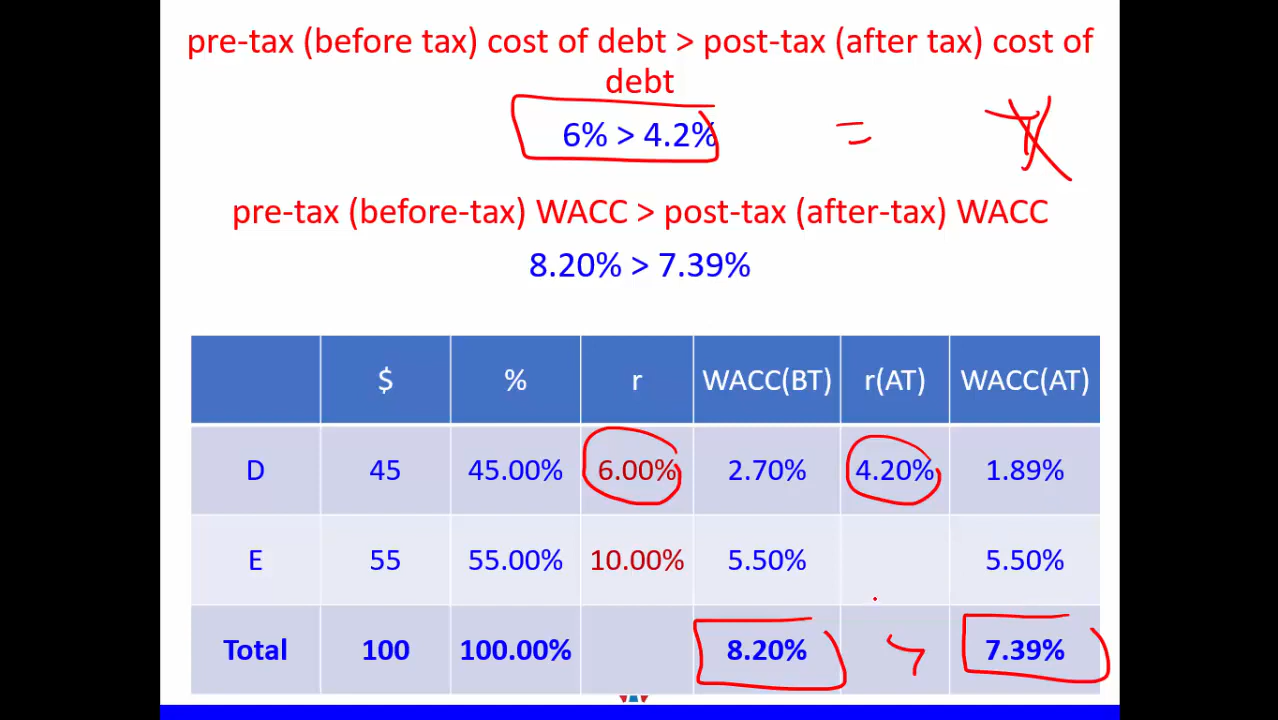 pre-tax (before tax) cost of debt > post-tax (after tax) cost of
debt
6% > 4.2% =
pre-tax (before-tax) WACC > post-tax (after-tax) WACC
8.20% > 7.39%
$ % r WACC(BT) r(AT) WACC(AT)
D 45 45.00% 6.00% 2.70% 4.20% 1.89%
E 55 55.00% 10.00% 5.50% 5.50%
Total 100 100.00% 8.20% 7.39%